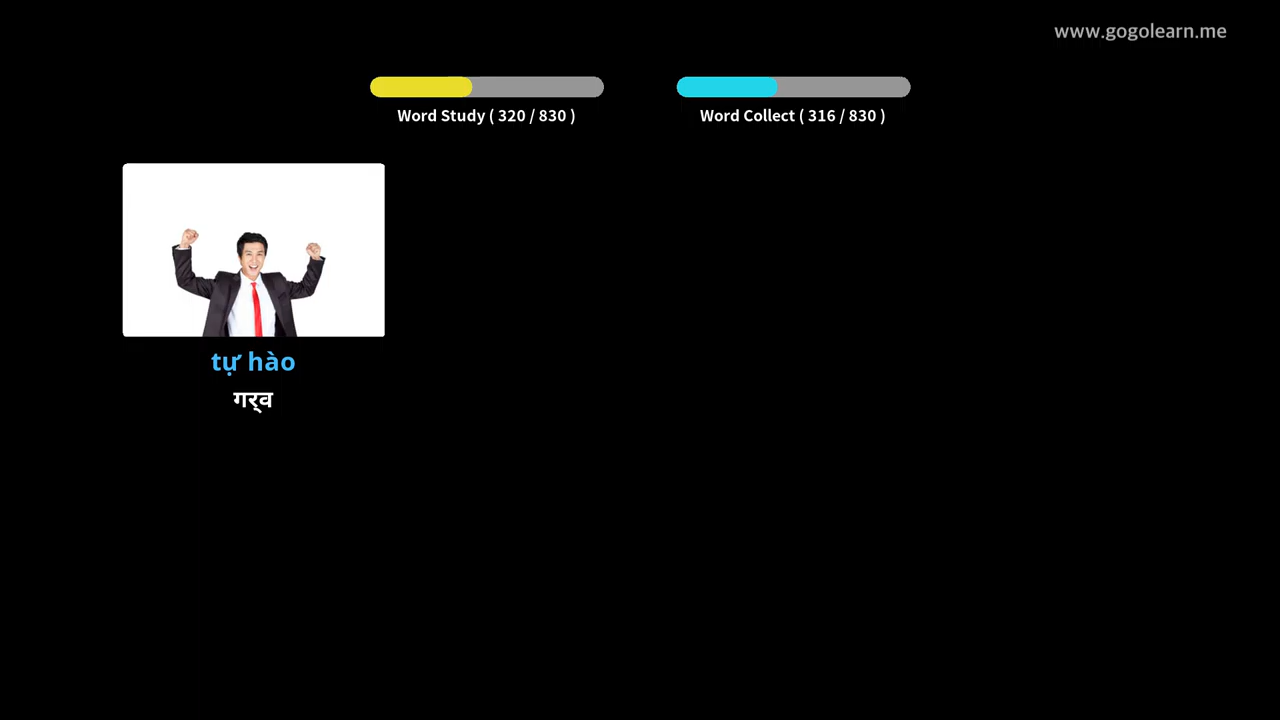 www.gogolearn.me
Word Study ( 320 / 830 )
Word Collect ( 316 / 830 )
tự hào
गर्‍व